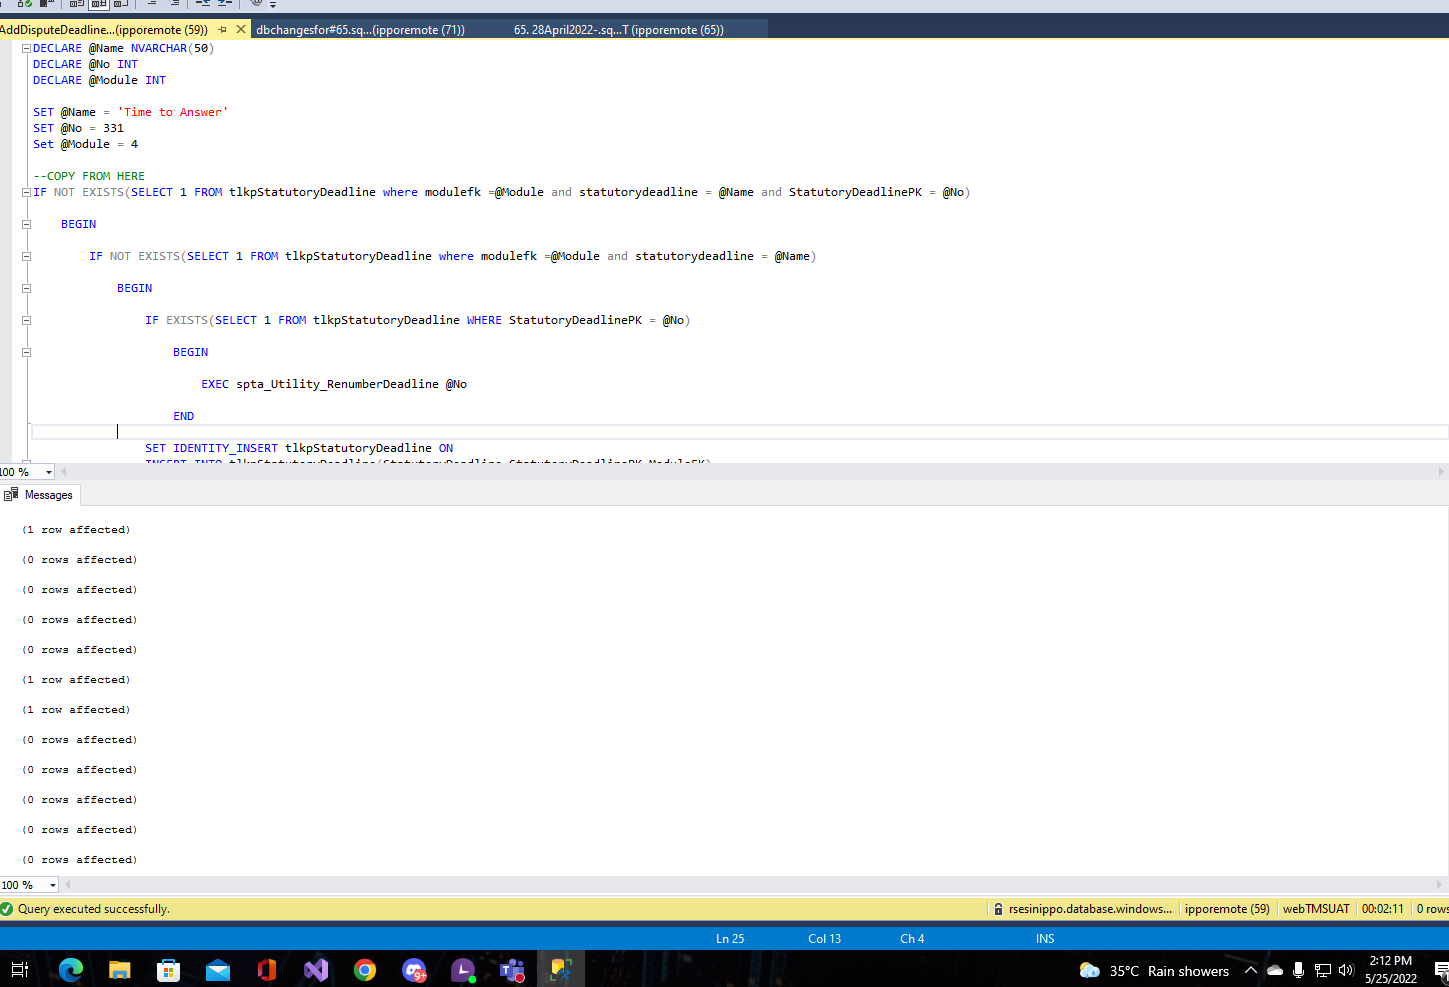 AddDisputeDeadline...(ipporemote (59)) dbchangesfor#65.sq...(ipporemote (71)) 65. 28April2022-.sq...T (ipporemote (65))
DECLARE @Name NVARCHAR(50)
DECLARE @No INT
DECLARE @Module INT
SET @Name = 'Time to Answer'
SET @No = 331
Set @Module = 4
--COPY FROM HERE
IF NOT EXISTS(SELECT 1 FROM tlkpStatutoryDeadline where modulefk =@Module and statutorydeadline = @Name and StatutoryDeadlinePK = @No)
BEGIN
IF NOT EXISTS(SELECT 1 FROM tlkpStatutoryDeadline where modulefk =@Module and statutorydeadline = @Name)
BEGIN
IF EXISTS(SELECT 1 FROM tlkpStatutoryDeadline WHERE StatutoryDeadlinePK = @No)
BEGIN
EXEC spta_Utility_RenumberDeadline @No
END
SET IDENTITY_INSERT tlkpStatutoryDeadline ON
INSERT INTO tlkpStatutoryDeadline(StatutoryDeadline,StatutoryDeadlinePK,ModuleFK)
100 %
Messages
(1 row affected)
(0 rows affected)
(0 rows affected)
(0 rows affected)
(0 rows affected)
(1 row affected)
(1 row affected)
(0 rows affected)
(0 rows affected)
(0 rows affected)
(0 rows affected)
(0 rows affected)
100 %
Query executed successfully. rsesinippo.database.windows... ipporemote (59) webTMSUAT 00:02:11 0 rows
Ln 25 Col 13 Ch 4 INS
9+ 35°C Rain showers 2:12 PM
5/25/2022